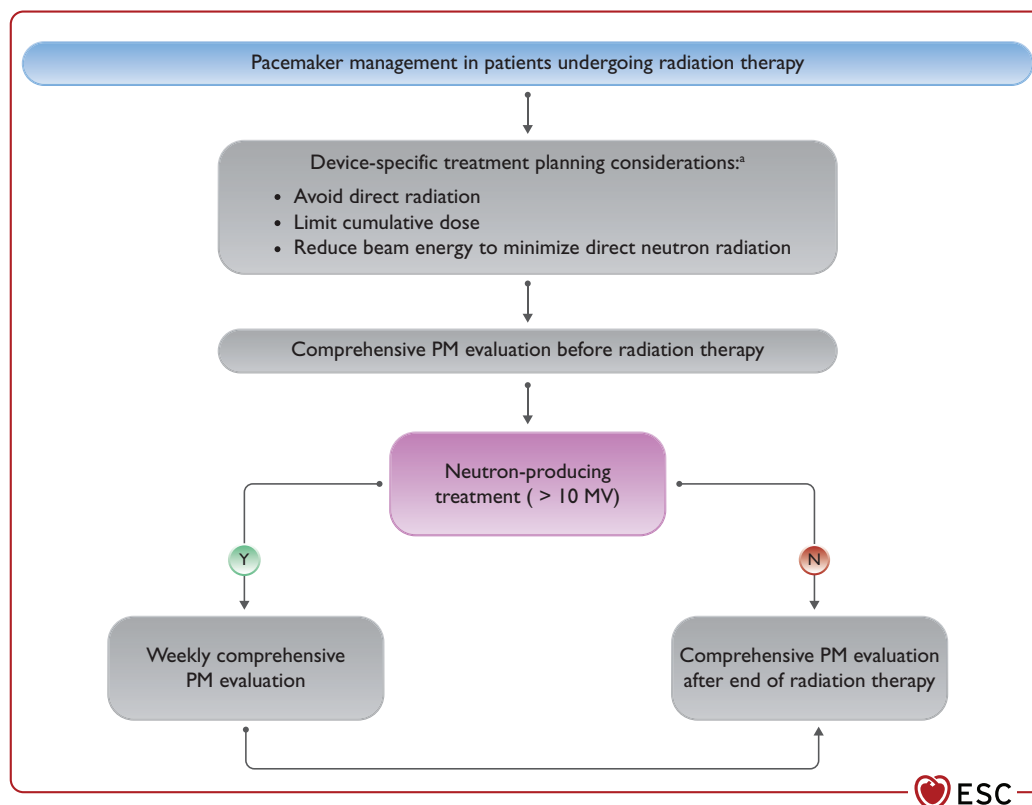 Pacemaker management in patients undergoing radiation therapy
Device-specific treatment planning considerations:ᵃ
• Avoid direct radiation
• Limit cumulative dose
• Reduce beam energy to minimize direct neutron radiation
Comprehensive PM evaluation before radiation therapy
Neutron-producing
treatment ( > 10 MV)
Y
N
Weekly comprehensive
PM evaluation
Comprehensive PM evaluation
after end of radiation therapy
ESC